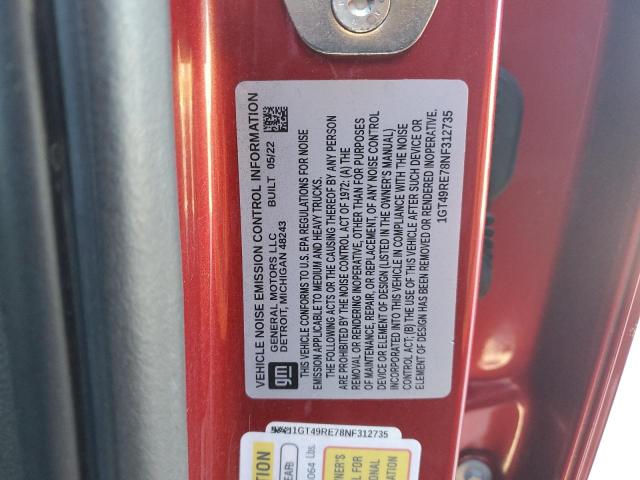 VEHICLE NOISE EMISSION CONTROL INFORMATION
gm
GENERAL MOTORS LLC
DETROIT, MICHIGAN 48243
BUILT 05/22
THIS VEHICLE CONFORMS TO U.S. EPA REGULATIONS FOR NOISE
EMISSION APPLICABLE TO MEDIUM AND HEAVY TRUCKS.
THE FOLLOWING ACTS OR THE CAUSING THEREOF BY ANY PERSON
ARE PROHIBITED BY THE NOISE CONTROL ACT OF 1972: (A) THE
REMOVAL OR RENDERING INOPERATIVE, OTHER THAN FOR PURPOSES
OF MAINTENANCE, REPAIR, OR REPLACEMENT, OF ANY NOISE CONTROL
DEVICE OR ELEMENT OF DESIGN (LISTED IN THE OWNER'S MANUAL)
INCORPORATED INTO THIS VEHICLE IN COMPLIANCE WITH THE NOISE
CONTROL ACT; (B) THE USE OF THIS VEHICLE AFTER SUCH DEVICE OR
ELEMENT OF DESIGN HAS BEEN REMOVED OR RENDERED INOPERATIVE.
1GT49RE78NF312735
1GT49RE78NF312735
064 Lbs.